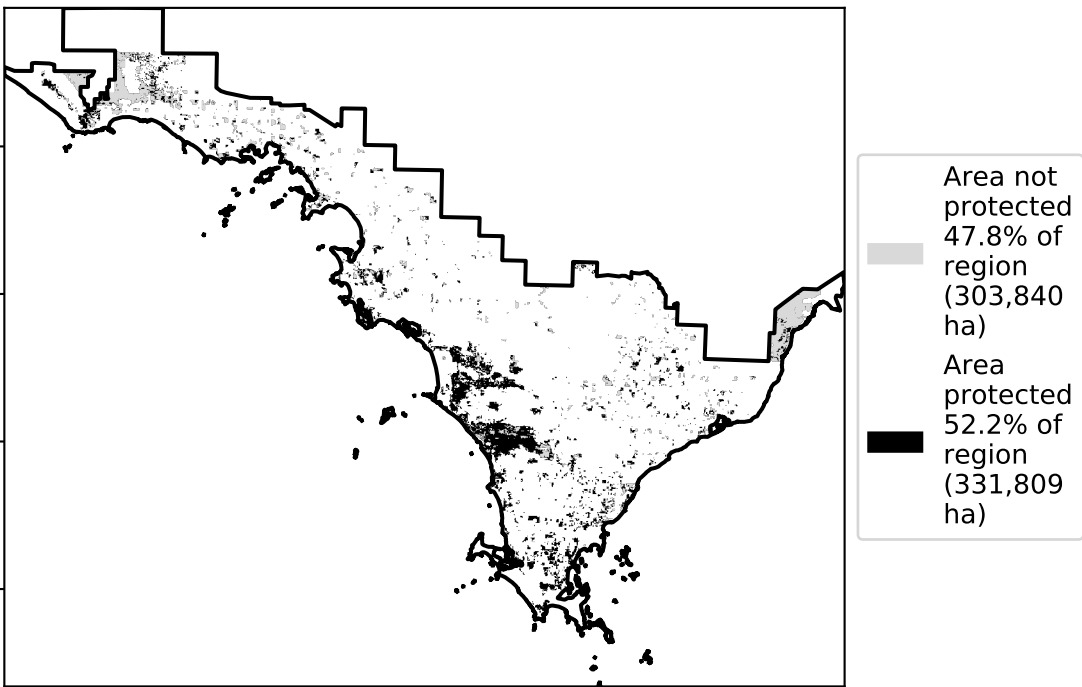 Area not
protected
47.8% of
region
(303,840
ha)
Area
protected
52.2% of
region
(331,809
ha)